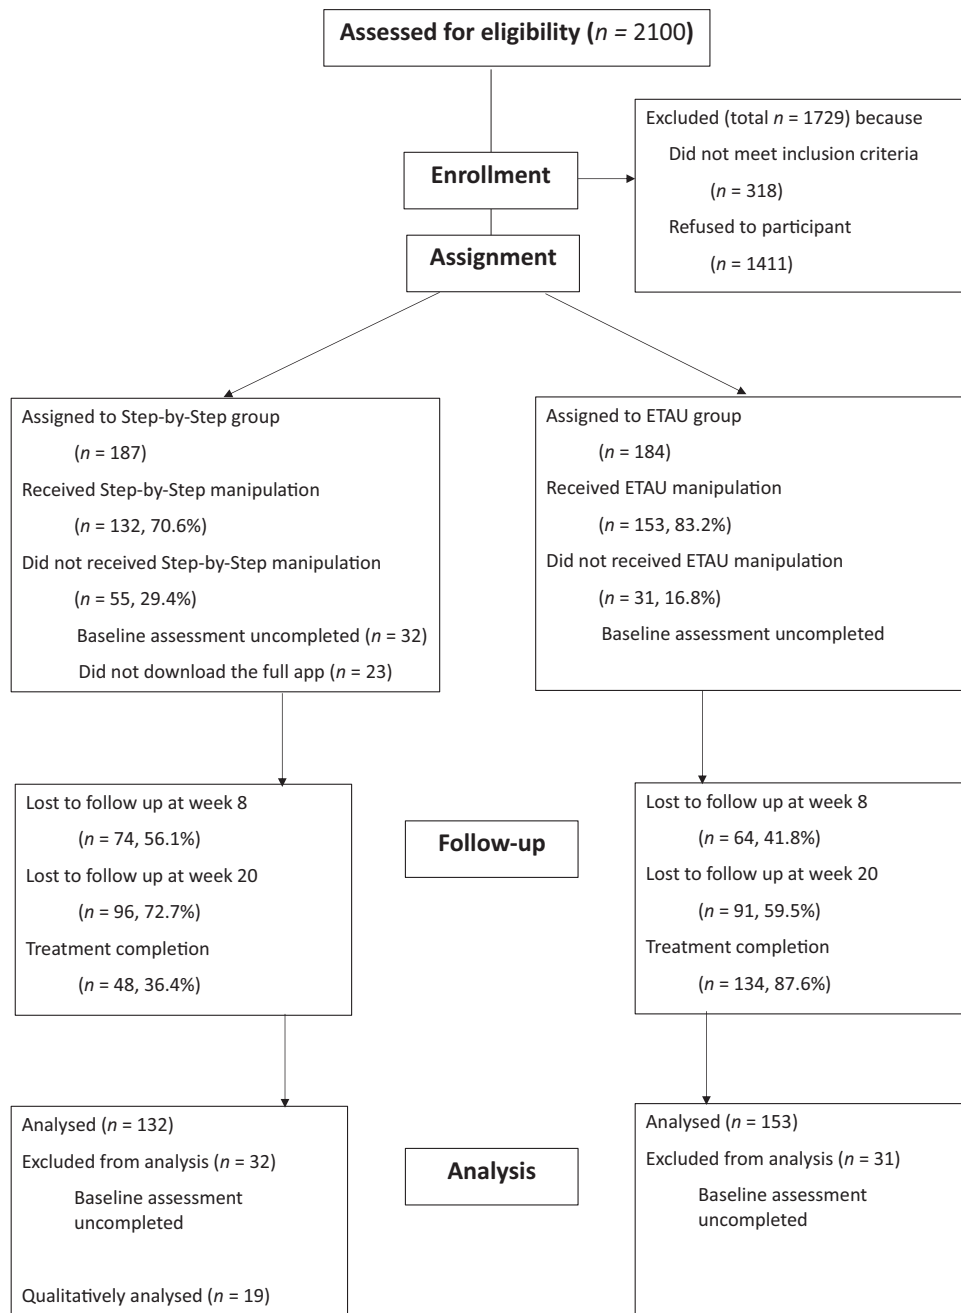 Assessed for eligibility (n = 2100)
Excluded (total n = 1729) because
Did not meet inclusion criteria
(n = 318)
Refused to participant
(n = 1411)
Enrollment
Assignment
Assigned to Step-by-Step group
(n = 187)
Received Step-by-Step manipulation
(n = 132, 70.6%)
Did not received Step-by-Step manipulation
(n = 55, 29.4%)
Baseline assessment uncompleted (n = 32)
Did not download the full app (n = 23)
Assigned to ETAU group
(n = 184)
Received ETAU manipulation
(n = 153, 83.2%)
Did not received ETAU manipulation
(n = 31, 16.8%)
Baseline assessment uncompleted
Lost to follow up at week 8
(n = 74, 56.1%)
Lost to follow up at week 20
(n = 96, 72.7%)
Treatment completion
(n = 48, 36.4%)
Follow-up
Lost to follow up at week 8
(n = 64, 41.8%)
Lost to follow up at week 20
(n = 91, 59.5%)
Treatment completion
(n = 134, 87.6%)
Analysed (n = 132)
Excluded from analysis (n = 32)
Baseline assessment
uncompleted
Qualitatively analysed (n = 19)
Analysis
Analysed (n = 153)
Excluded from analysis (n = 31)
Baseline assessment
uncompleted